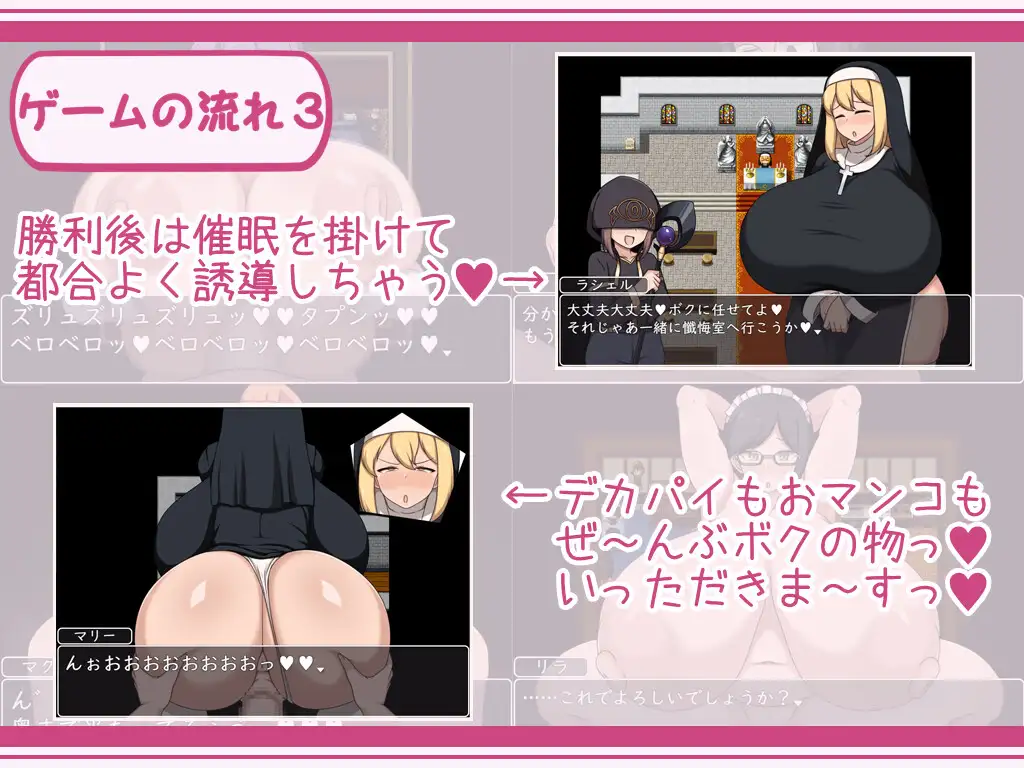 ゲームの流れ３
勝利後は催眠を掛けて
都合よく誘導しちゃう♥→
ズリュズリュズリュッ♥♥タプンッ♥♥
ベロベロッ♥ベロベロッ♥ベロベロッ♥
分か
もう
ラシェル
大丈夫大丈夫♥ボクに任せてよ♥
それじゃあ一緒に懺悔室へ行こうか♥
マリー
んぉおおおおおおおおっ♥♥
←デカパイもおマンコも
ぜ～んぶボクの物っ♥
いっただきま～すっ♥
マク
ん゛
リラ
……これでよろしいでしょうか？